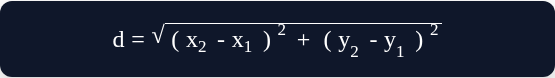 d = √( x₂ - x₁ )² + ( y₂ - y₁ )²